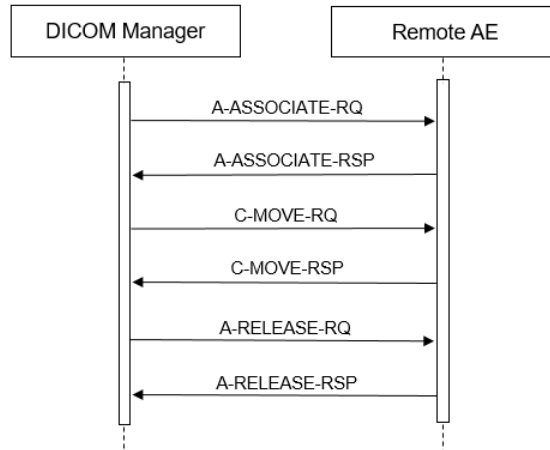 DICOM Manager
Remote AE
A-ASSOCIATE-RQ
A-ASSOCIATE-RSP
C-MOVE-RQ
C-MOVE-RSP
A-RELEASE-RQ
A-RELEASE-RSP